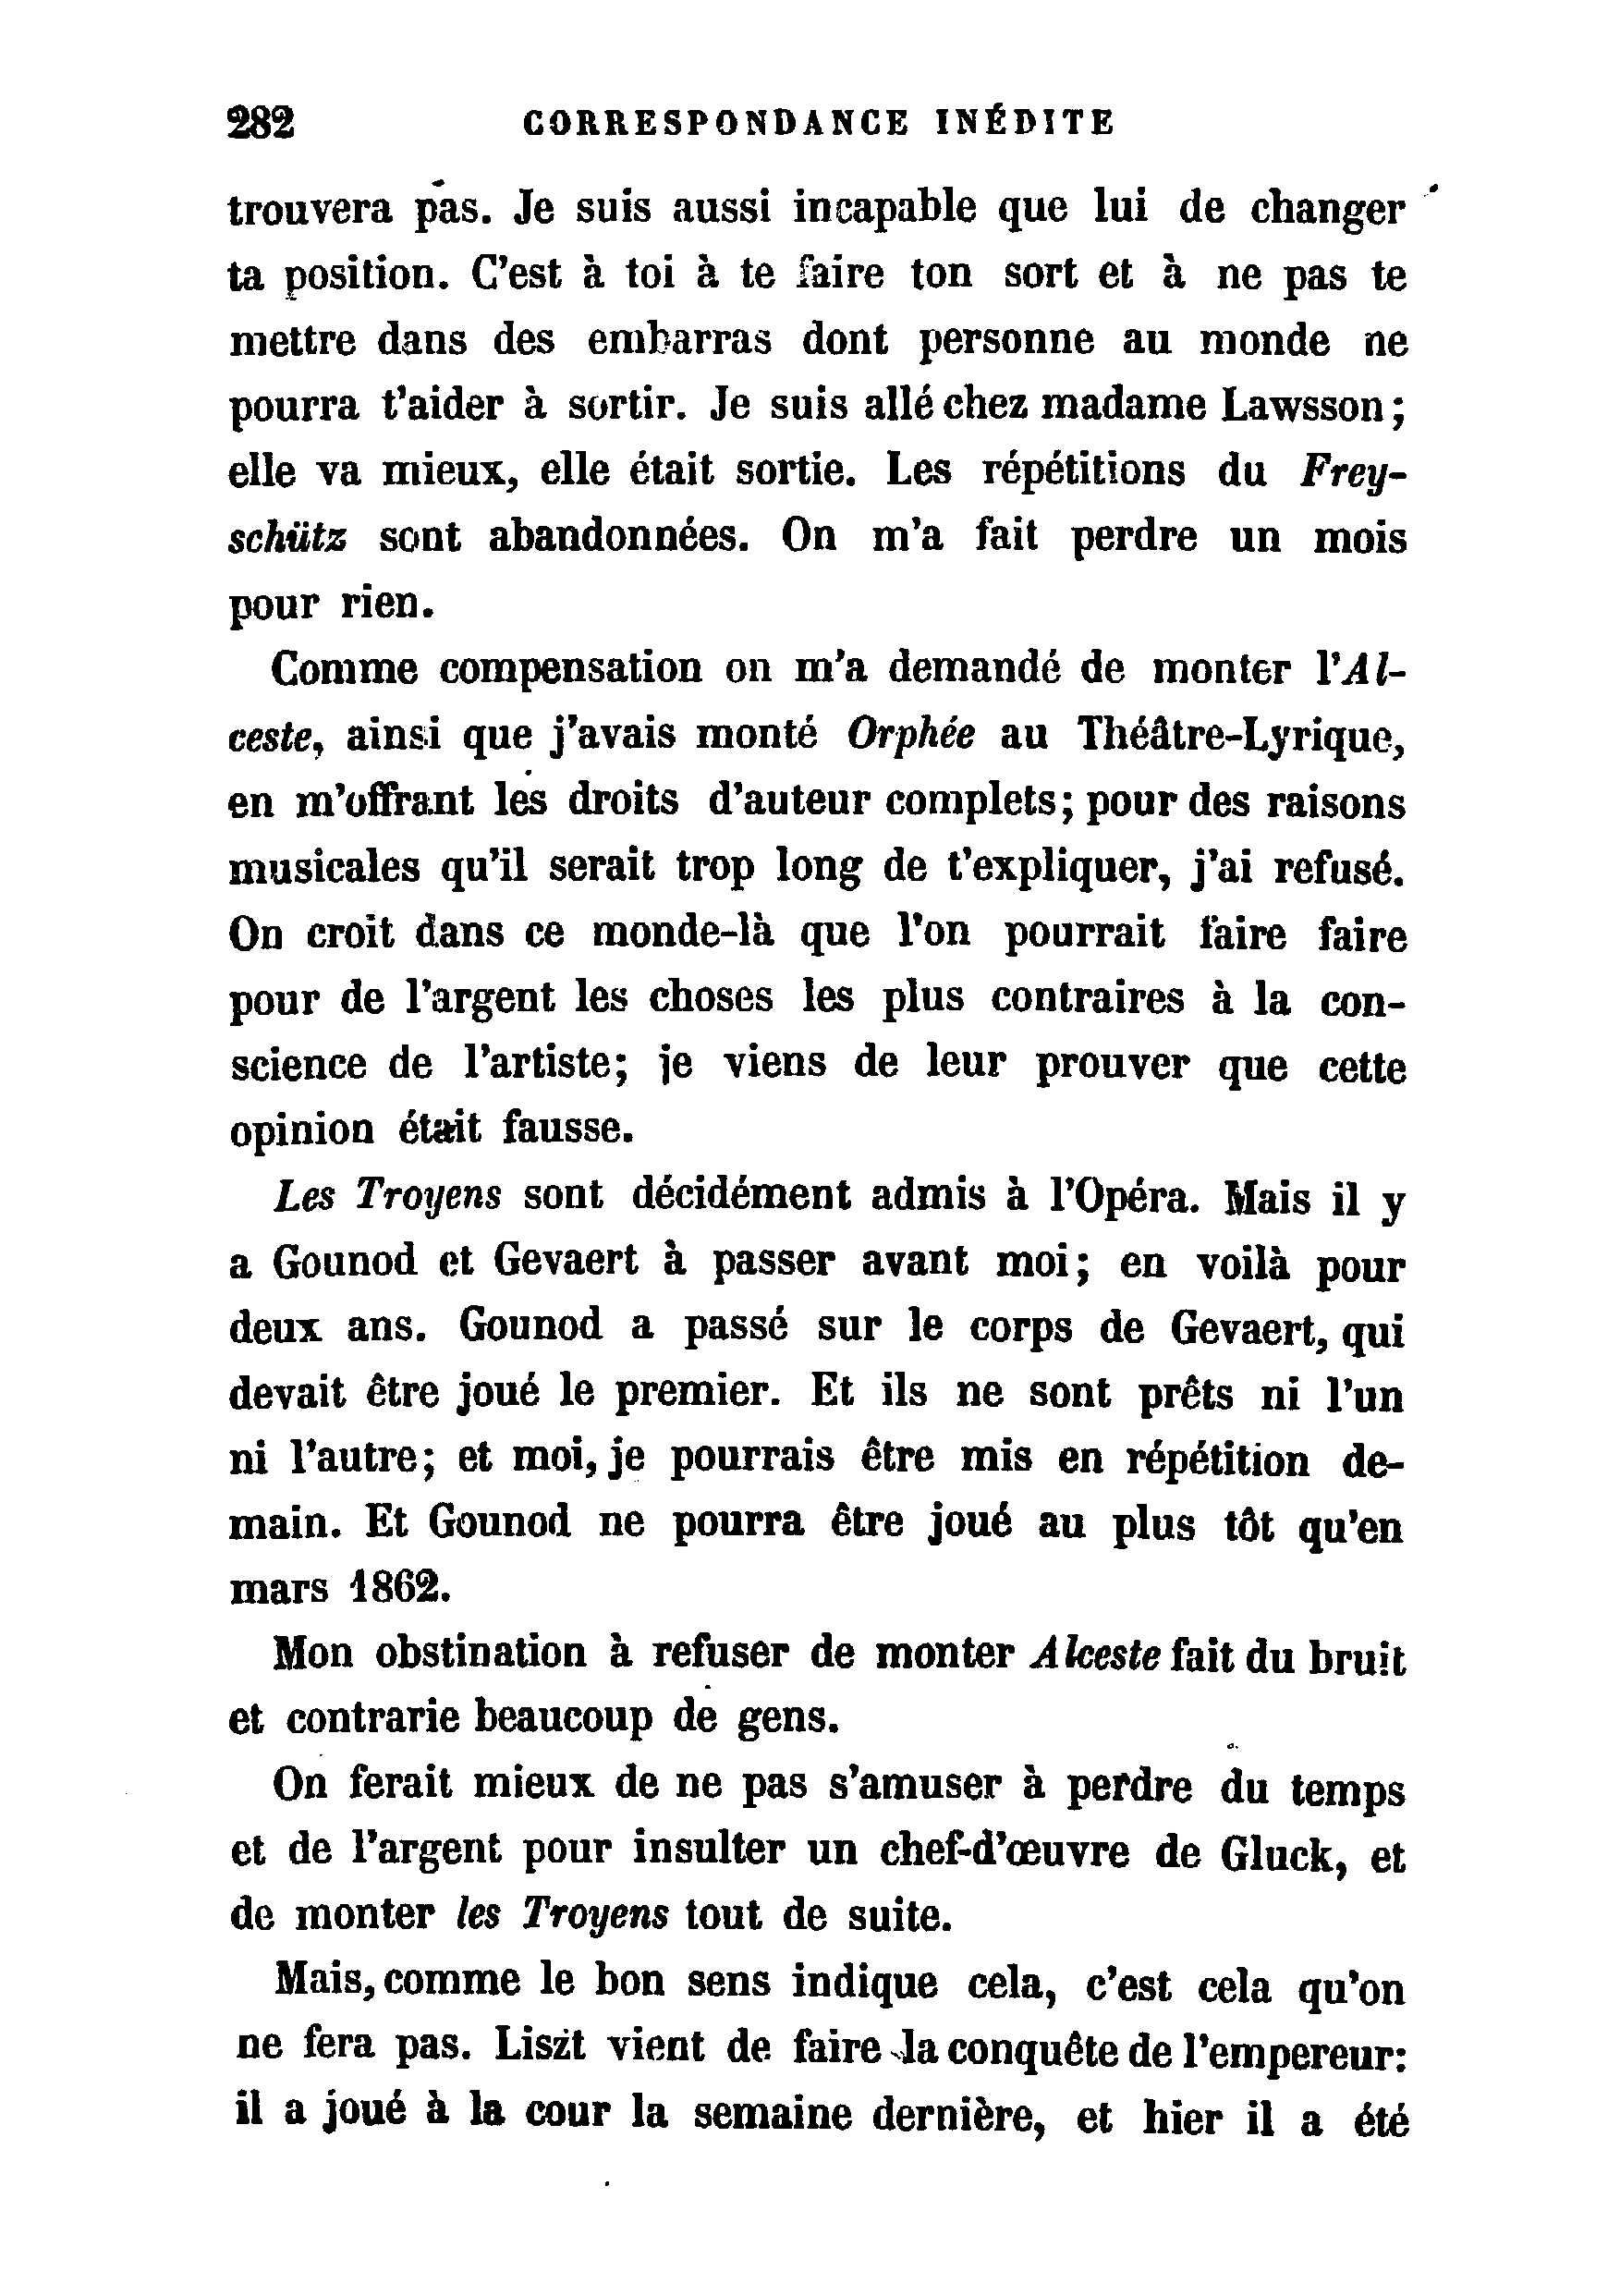 282 CORRESPONDANCE INÉDITE
trouvera pas. Je suis aussi incapable que lui de changer
ta position. C'est à toi à te faire ton sort et à ne pas te
mettre dans des embarras dont personne au monde ne
pourra t'aider à sortir. Je suis allé chez madame Lawsson;
elle va mieux, elle était sortie. Les répétitions du Frey-
schütz sont abandonnées. On m'a fait perdre un mois
pour rien.
Comme compensation on m'a demandé de monter l'Al-
ceste, ainsi que j'avais monté Orphée au Théâtre-Lyrique,
en m'offrant les droits d'auteur complets; pour des raisons
musicales qu'il serait trop long de t'expliquer, j'ai refusé.
On croit dans ce monde-là que l'on pourrait faire faire
pour de l'argent les choses les plus contraires à la con-
science de l'artiste; je viens de leur prouver que cette
opinion était fausse.
Les Troyens sont décidément admis à l'Opéra. Mais il y
a Gounod et Gevaert à passer avant moi; en voilà pour
deux ans. Gounod a passé sur le corps de Gevaert, qui
devait être joué le premier. Et ils ne sont prêts ni l'un
ni l'autre; et moi, je pourrais être mis en répétition de-
main. Et Gounod ne pourra être joué au plus tôt qu'en
mars 1862.
Mon obstination à refuser de monter Alceste fait du bruit
et contrarie beaucoup de gens.
On ferait mieux de ne pas s'amuser à perdre du temps
et de l'argent pour insulter un chef-d'œuvre de Gluck, et
de monter les Troyens tout de suite.
Mais, comme le bon sens indique cela, c'est cela qu'on
ne fera pas. Liszt vient de faire la conquête de l'empereur:
il a joué à la cour la semaine dernière, et hier il a été